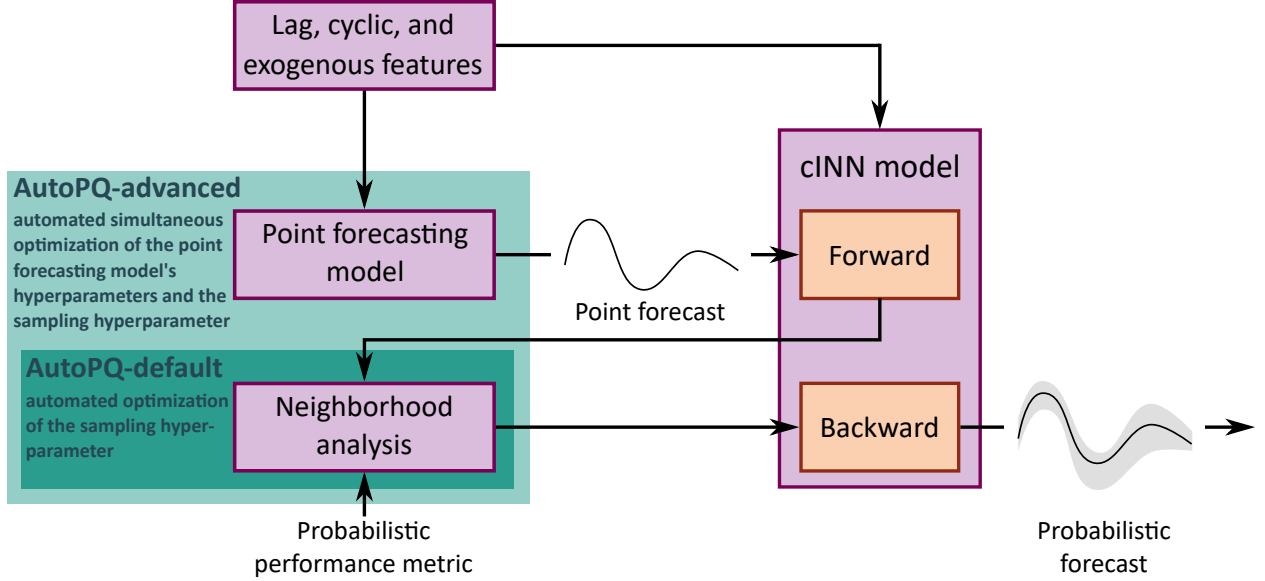 Lag, cyclic, and
exogenous features
cINN model
AutoPQ-advanced
automated simultaneous
optimization of the point
forecasting model's
hyperparameters and the
sampling hyperparameter
Point forecasting
model
Point forecast
Forward
AutoPQ-default
automated optimization
of the sampling hyper-
parameter
Neighborhood
analysis
Backward
Probabilistic
performance metric
Probabilistic
forecast